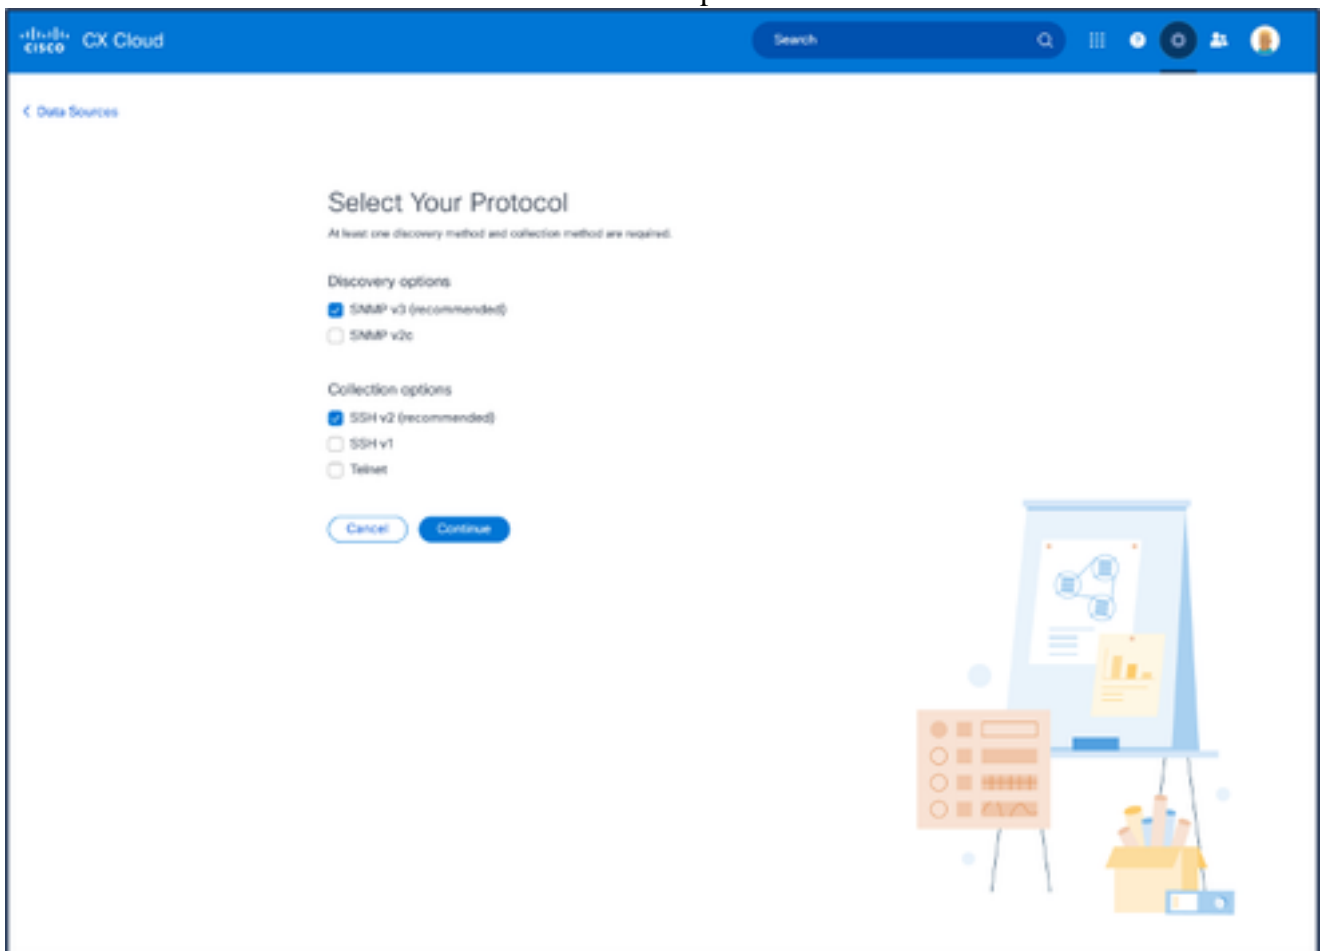 CISCO CX Cloud
Search
Data Sources
Select Your Protocol
At least one discovery method and collection method are required.
Discovery options
SNMP v3 (recommended)
SNMP v2c
Collection options
SSH v2 (recommended)
SSH v1
Telnet
Cancel Continue